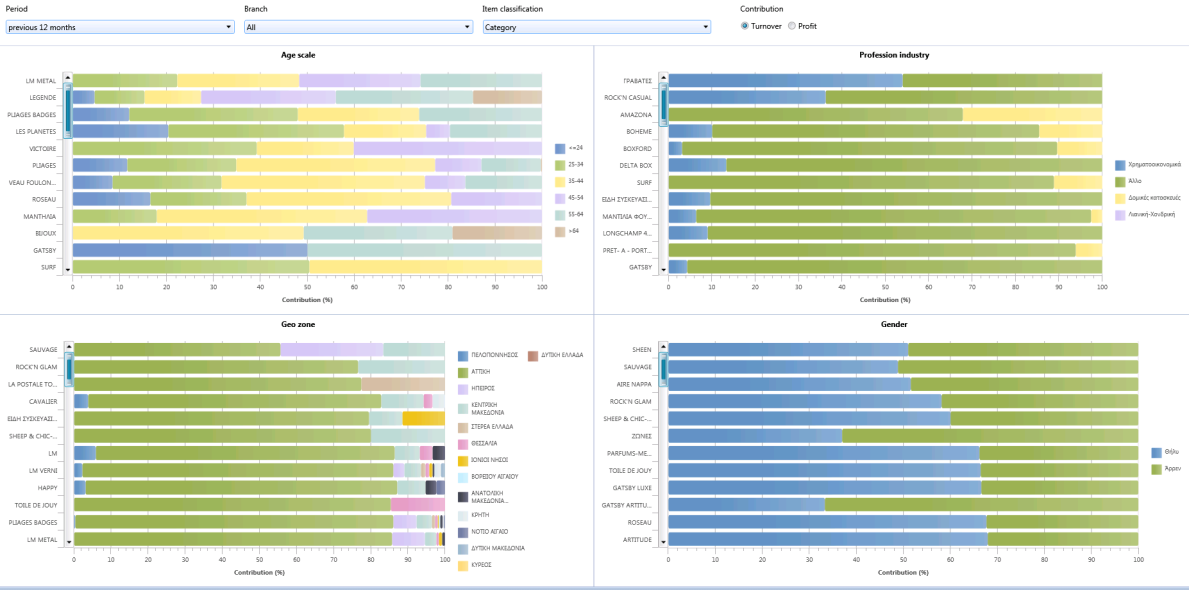 Period
Branch
Item classification
Contribution
previous 12 months
All
Category
Turnover
Profit
Age scale
LM METAL
LEGENDE
PLIAGES BADGES
LES PLANETES
VICTOIRE
PLIAGES
VEAU FOULON...
ROSEAU
ΜΑΝΤΗΛΙΑ
BIJOUX
GATSBY
SURF
0 10 20 30 40 50 60 70 80 90 100
Contribution (%)
<=24
25-34
35-44
45-54
55-64
>64
Profession industry
ΓΡΑΒΑΤΕΣ
ROCK'N CASUAL
AMAZONA
BOHEME
BOXFORD
DELTA BOX
SURF
ΕΙΔΗ ΣΥΣΚΕΥΑΣΙ...
ΜΑΝΤΙΛΙΑ ΦΟΥ...
LONGCHAMP 4...
PRET- A - PORT...
GATSBY
0 10 20 30 40 50 60 70 80 90 100
Contribution (%)
Χρηματοοικονομικά
Άλλο
Δομικές κατασκευές
Λιανική-Χονδρική
Geo zone
SAUVAGE
ROCK'N GLAM
LA POSTALE TO...
CAVALIER
ΕΙΔΗ ΣΥΣΚΕΥΑΣΙ...
SHEEP & CHIC-...
LM
LM VERNI
HAPPY
TOILE DE JOUY
PLIAGES BADGES
LM METAL
0 10 20 30 40 50 60 70 80 90 100
Contribution (%)
ΠΕΛΟΠΟΝΝΗΣΟΣ
ΔΥΤΙΚΗ ΕΛΛΑΔΑ
ΑΤΤΙΚΗ
ΗΠΕΙΡΟΣ
ΚΕΝΤΡΙΚΗ
ΜΑΚΕΔΟΝΙΑ
ΣΤΕΡΕΑ ΕΛΛΑΔΑ
ΘΕΣΣΑΛΙΑ
ΙΟΝΙΟΙ ΝΗΣΟΙ
ΒΟΡΕΙΟΥ ΑΙΓΑΙΟΥ
ΑΝΑΤΟΛΙΚΗ
ΜΑΚΕΔΟΝΙΑ...
ΚΡΗΤΗ
ΝΟΤΙΟ ΑΙΓΑΙΟ
ΔΥΤΙΚΗ ΜΑΚΕΔΟΝΙΑ
ΚΥΡΕΟΣ
Gender
SHEEN
SAUVAGE
AIRE NAPPA
ROCK'N GLAM
SHEEP & CHIC-...
ΖΩΝΕΣ
PARFUMS-ME...
TOILE DE JOUY
GATSBY LUXE
GATSBY ARTITU...
ROSEAU
ARTITUDE
0 10 20 30 40 50 60 70 80 90 100
Contribution (%)
Θήλυ
Άρρεν